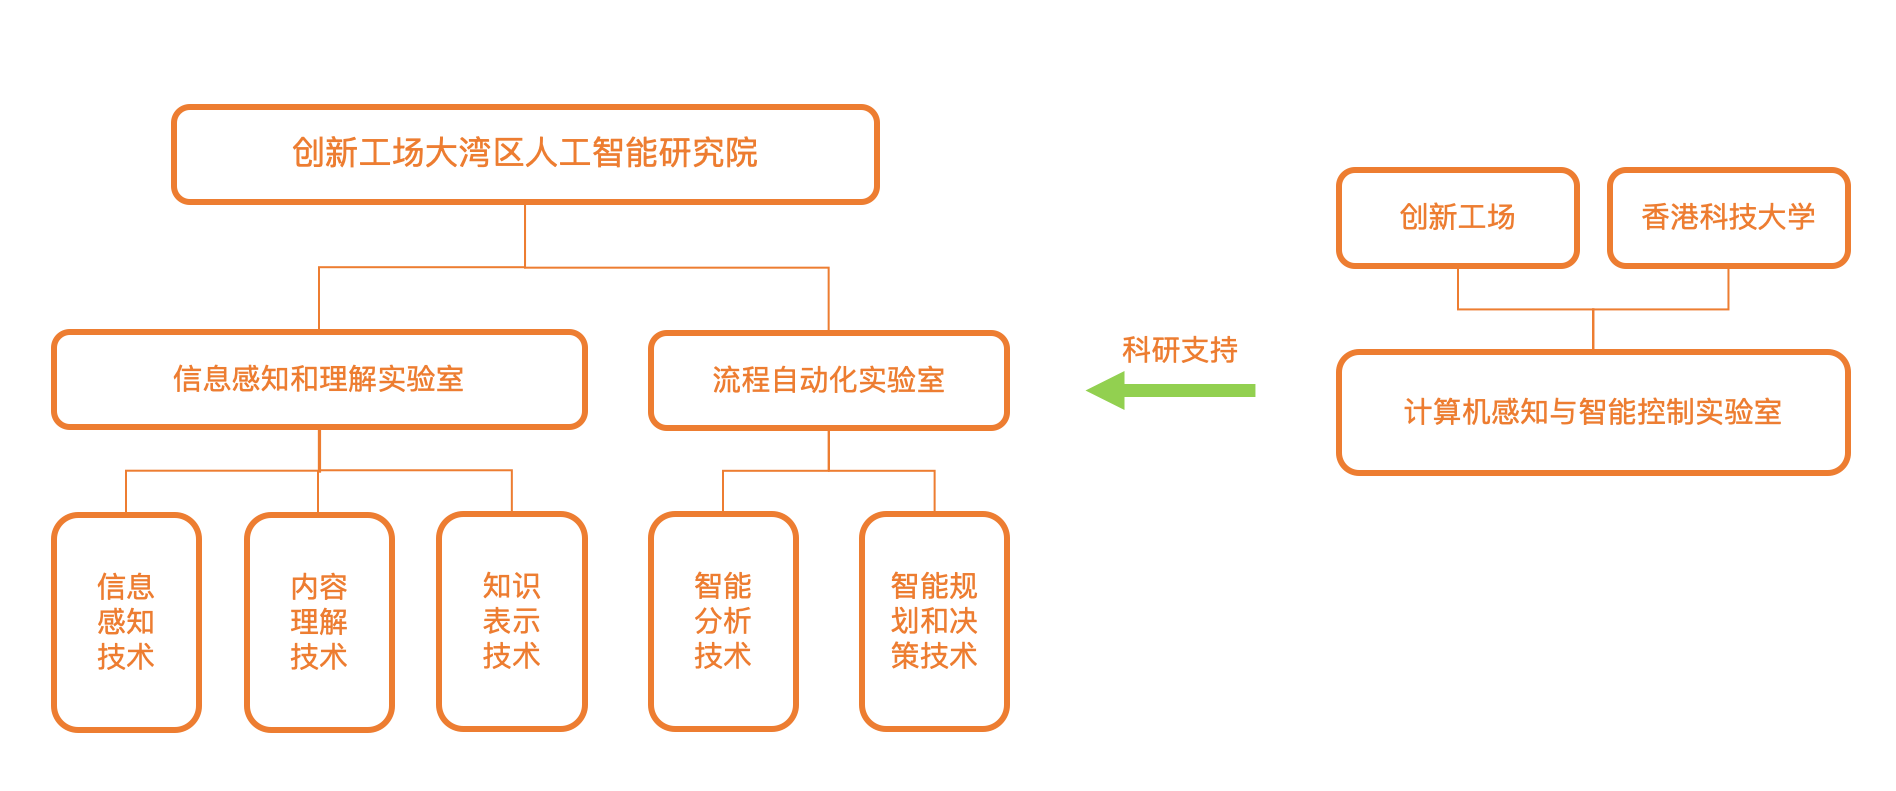 创新工场大湾区人工智能研究院
信息感知和理解实验室
流程自动化实验室
信息
感知
技术
内容
理解
技术
知识
表示
技术
智能
分析
技术
智能规
划和决
策技术
科研支持
创新工场
香港科技大学
计算机感知与智能控制实验室